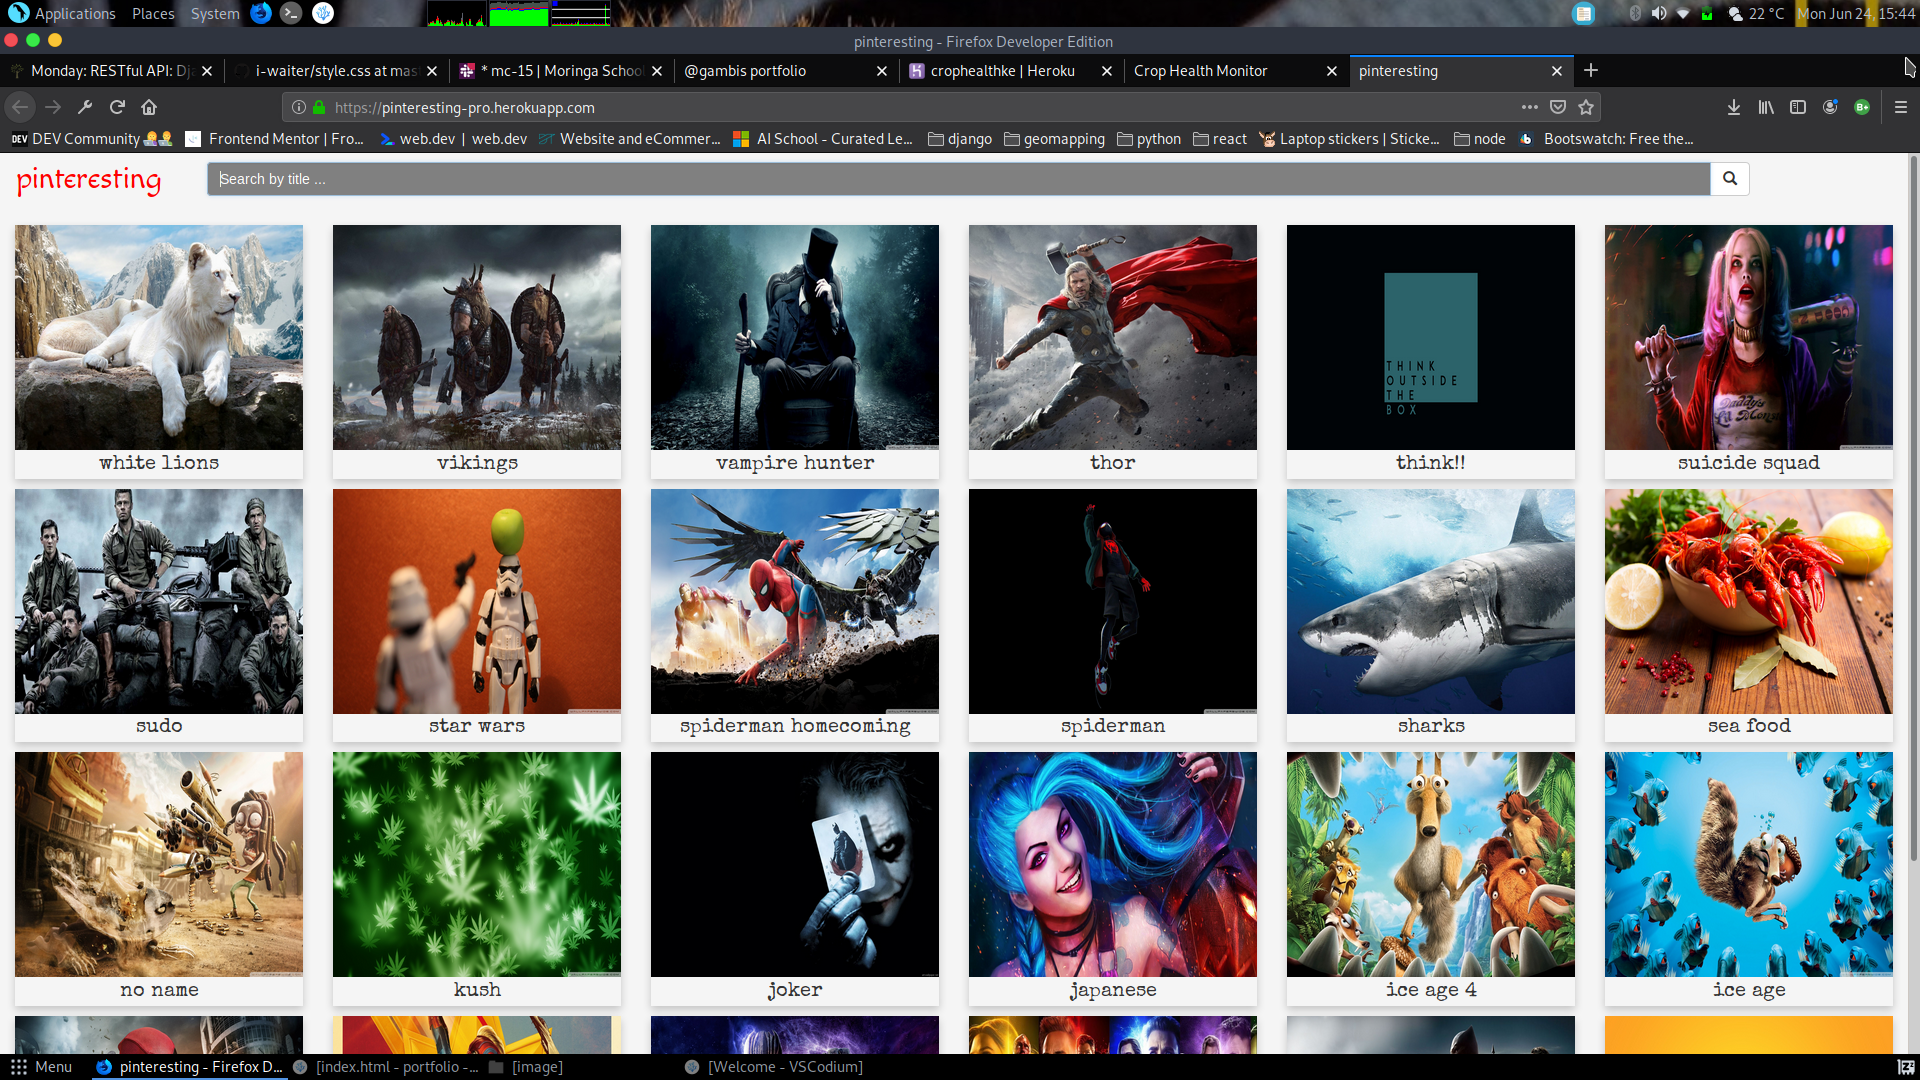 Applications Places System 22 °C Mon Jun 24, 15:44
pinteresting - Firefox Developer Edition
Monday: RESTful API: Dj i-waiter/style.css at mas * mc-15 | Moringa School @gambis portfolio crophealthke | Heroku Crop Health Monitor pinteresting
https://pinteresting-pro.herokuapp.com
DEV DEV Community Frontend Mentor | Fro... web.dev | web.dev Website and eCommer... AI School - Curated Le... django geomapping python react Laptop stickers | Sticke... node Bootswatch: Free the...
pinteresting Search by title ...
THINK
OUTSIDE
THE
BOX
Daddy's
white lions vikings vampire hunter thor think!! suicide squad
sudo star wars spiderman homecoming spiderman sharks sea food
no name kush joker japanese ice age 4 ice age
Menu pinteresting - Firefox D... [index.html - portfolio -... [image] [Welcome - VSCodium]